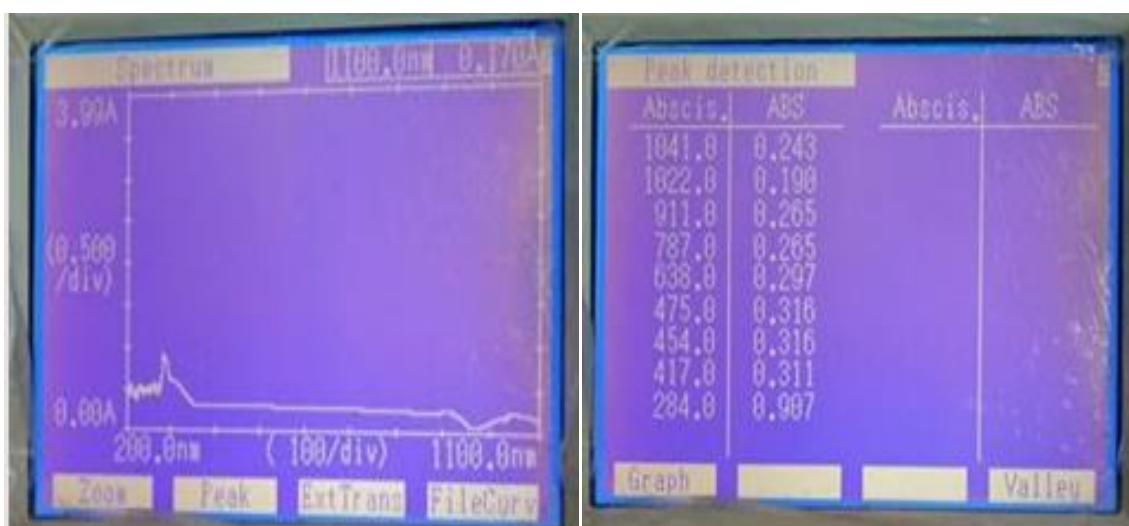 Spectrum 1100.0nm 0.170A
3.99A
(0.500
/div)
0.00A
200.0nm ( 100/div) 1100.0nm
Zoom Peak ExtTrans FileCurv
Peak detection
Abscis. ABS Abscis. ABS
1041.0 0.243
1022.0 0.190
911.0 0.265
787.0 0.265
638.0 0.297
475.0 0.316
454.0 0.316
417.0 0.311
284.0 0.907
Graph Valley